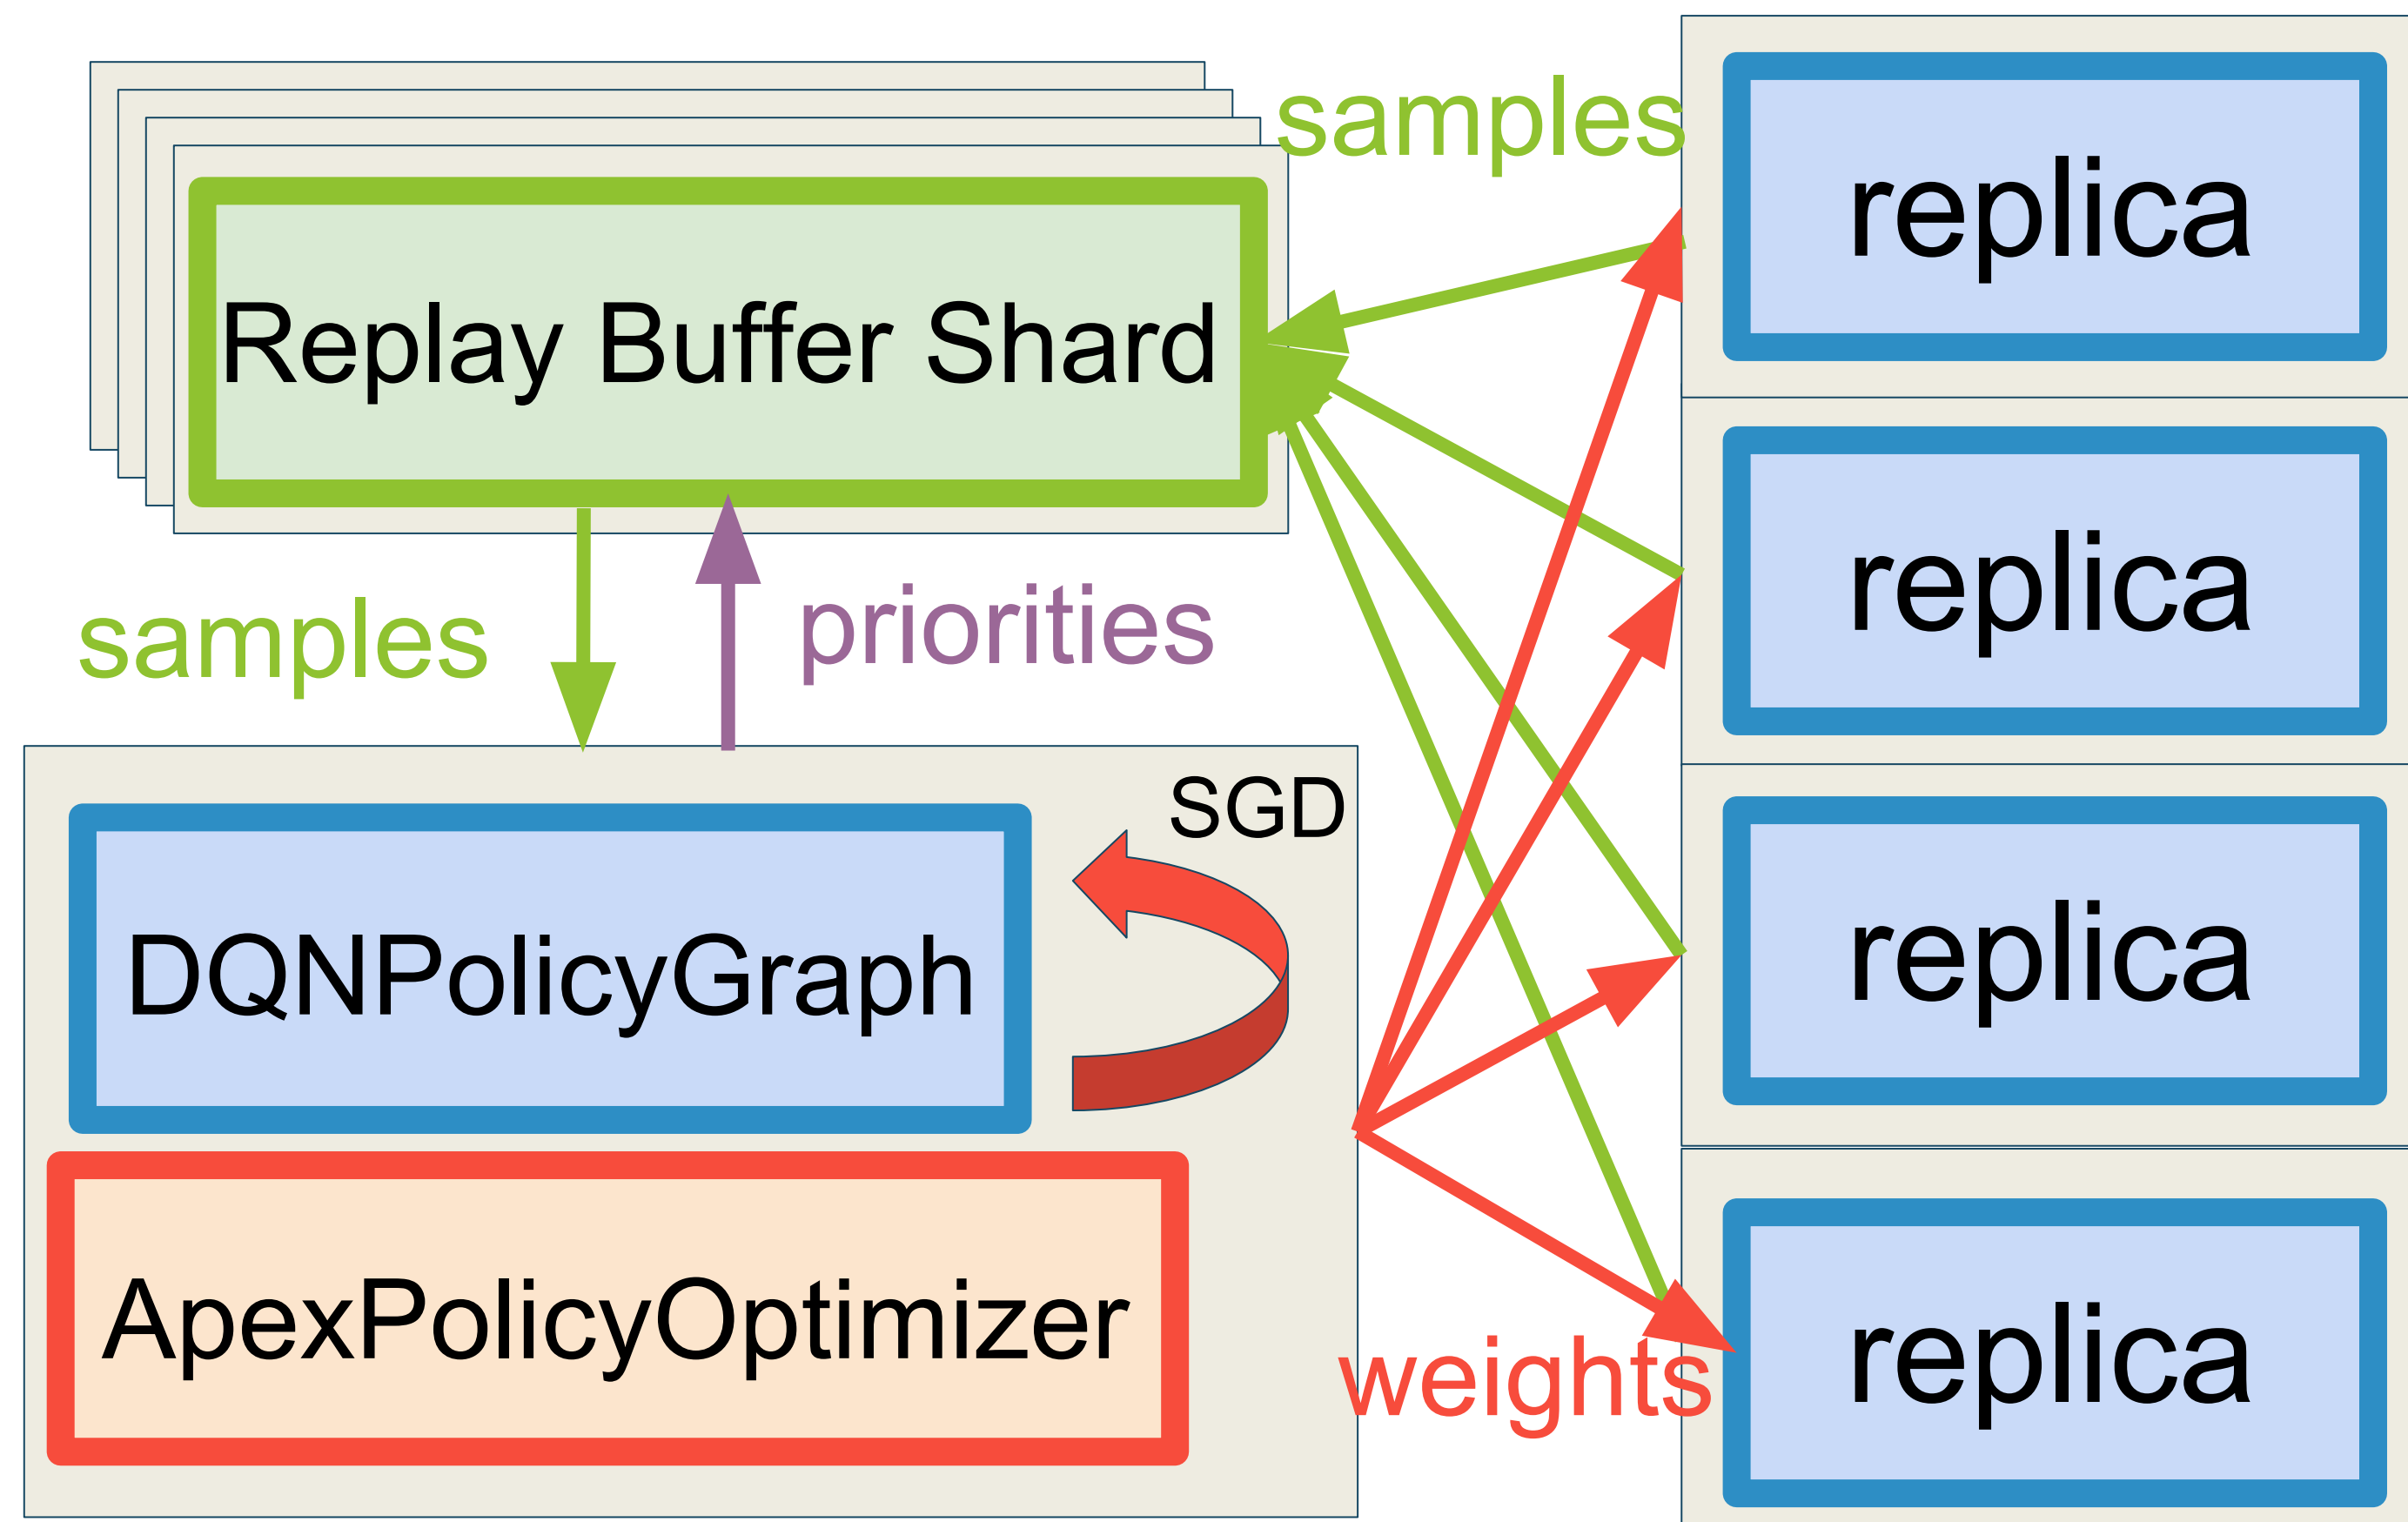 samples
replica
Replay Buffer Shard
replica
samples
priorities
SGD
DQNPolicyGraph
replica
ApexPolicyOptimizer
weights
replica